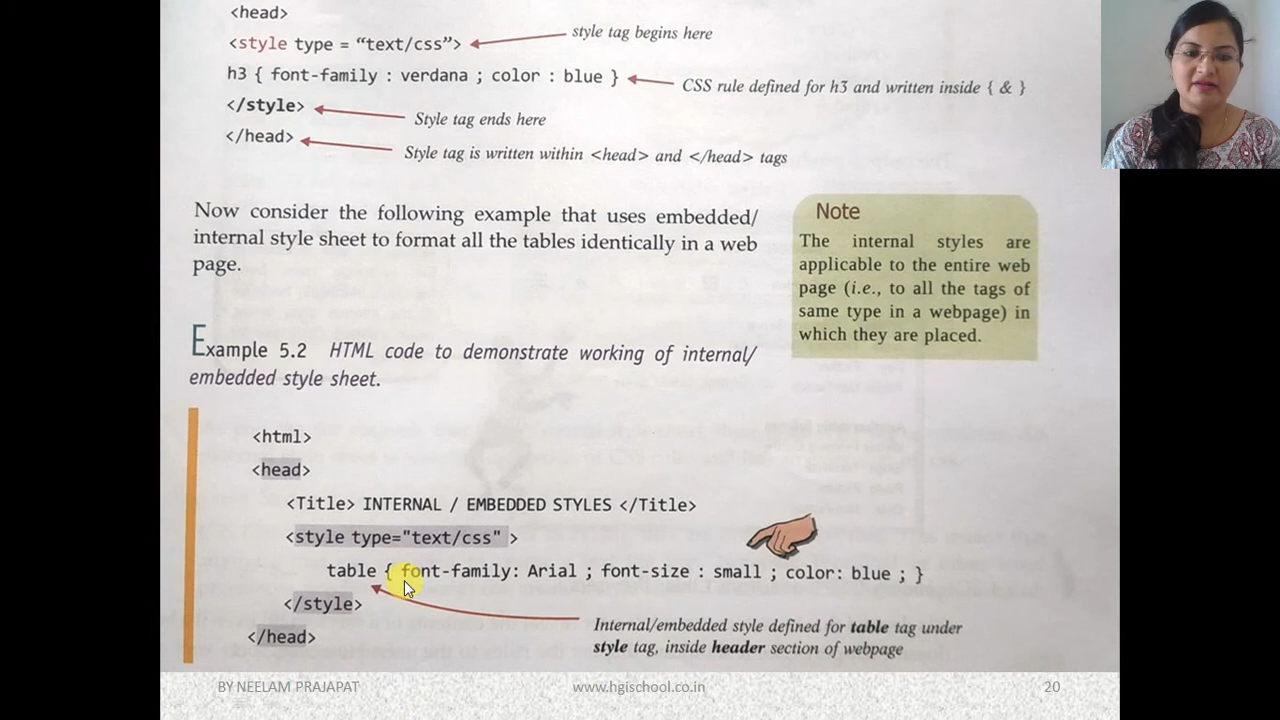 <head>
<style type = “text/css”>
style tag begins here
h3 { font-family : verdana ; color : blue }
CSS rule defined for h3 and written inside { & }
</style>
Style tag ends here
</head>
Style tag is written within <head> and </head> tags
Now consider the following example that uses embedded/
internal style sheet to format all the tables identically in a web
page.
Note
The internal styles are
applicable to the entire web
page (i.e., to all the tags of
same type in a webpage) in
which they are placed.
Example 5.2 HTML code to demonstrate working of internal/
embedded style sheet.
<html>
<head>
<Title> INTERNAL / EMBEDDED STYLES </Title>
<style type="text/css" >
table { font-family: Arial ; font-size : small ; color: blue ; }
</style>
Internal/embedded style defined for table tag under
style tag, inside header section of webpage
</head>
BY NEELAM PRAJAPAT
www.hgischool.co.in
20